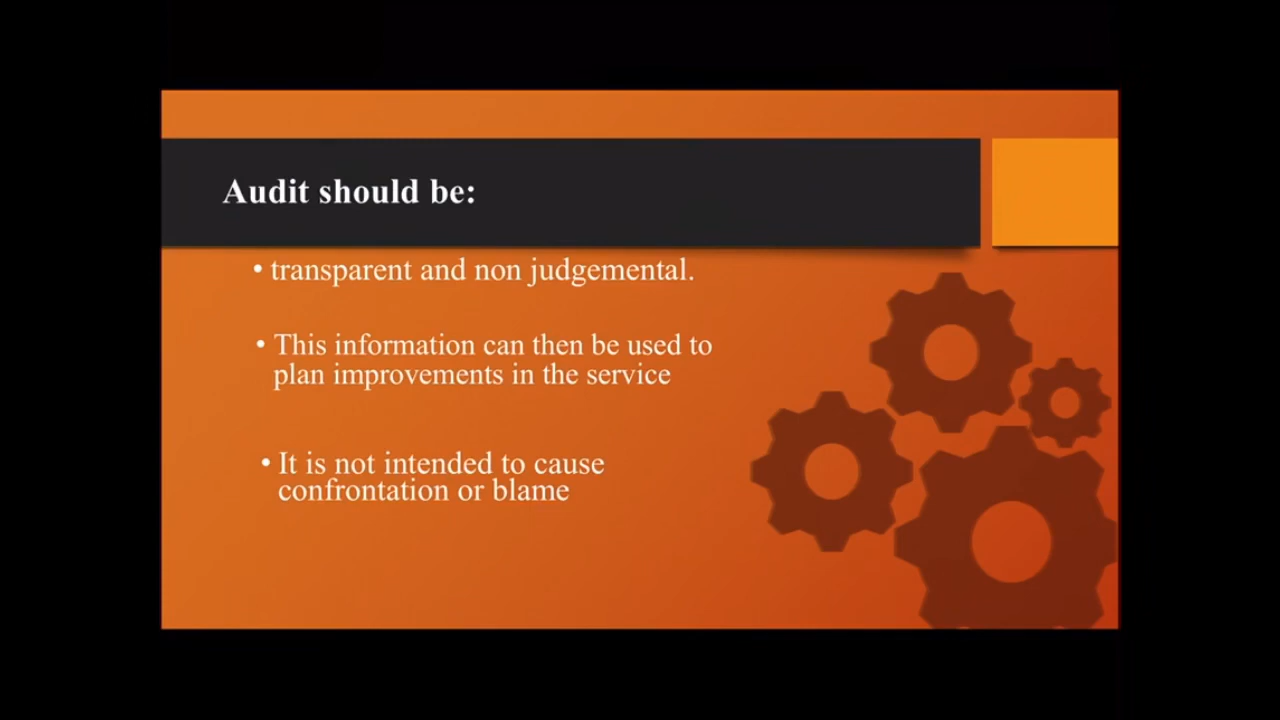 Audit should be:
• transparent and non judgemental.
• This information can then be used to
plan improvements in the service
• It is not intended to cause
confrontation or blame